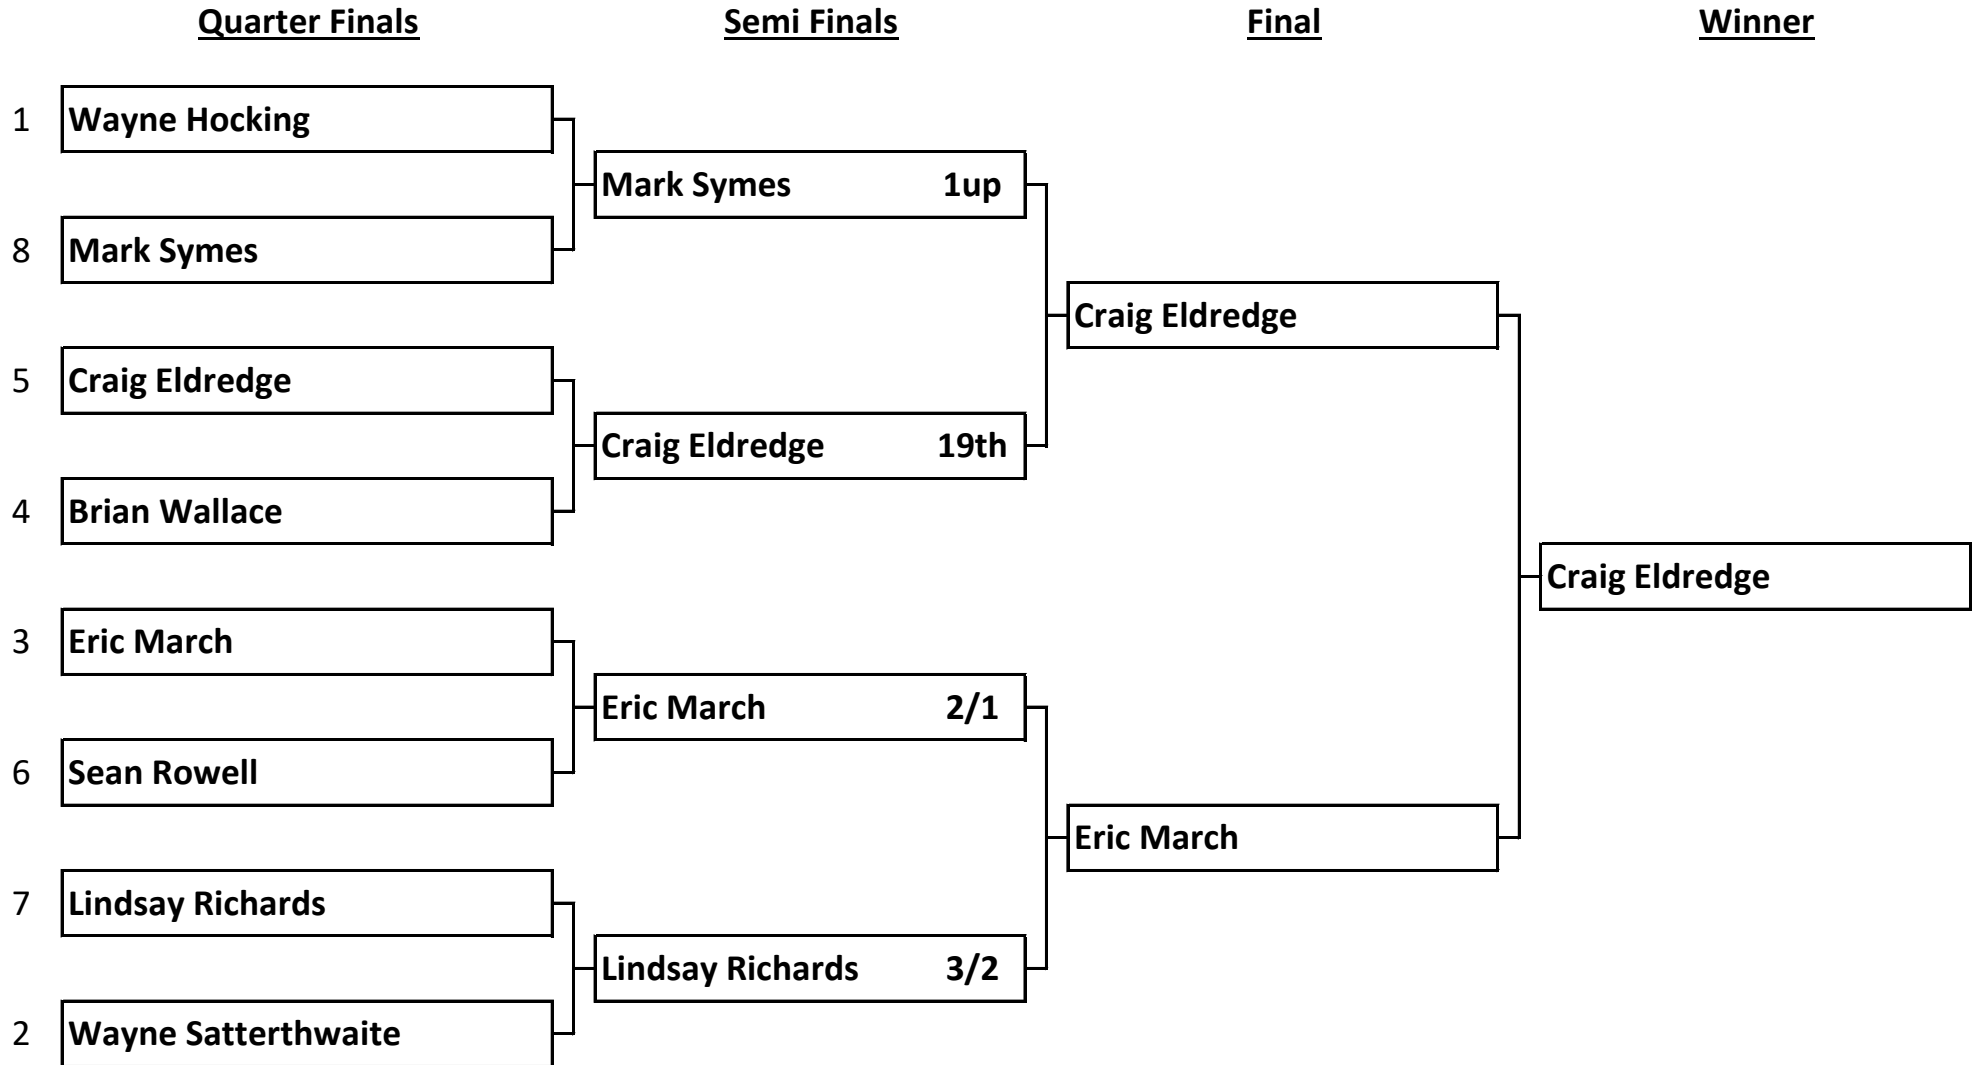 Quarter Finals Semi Finals Final Winner
1 Wayne Hocking
Mark Symes 1up
8 Mark Symes
Craig Eldredge
5 Craig Eldredge
Craig Eldredge 19th
4 Brian Wallace
Craig Eldredge
3 Eric March
Eric March 2/1
6 Sean Rowell
Eric March
7 Lindsay Richards
Lindsay Richards 3/2
2 Wayne Satterthwaite